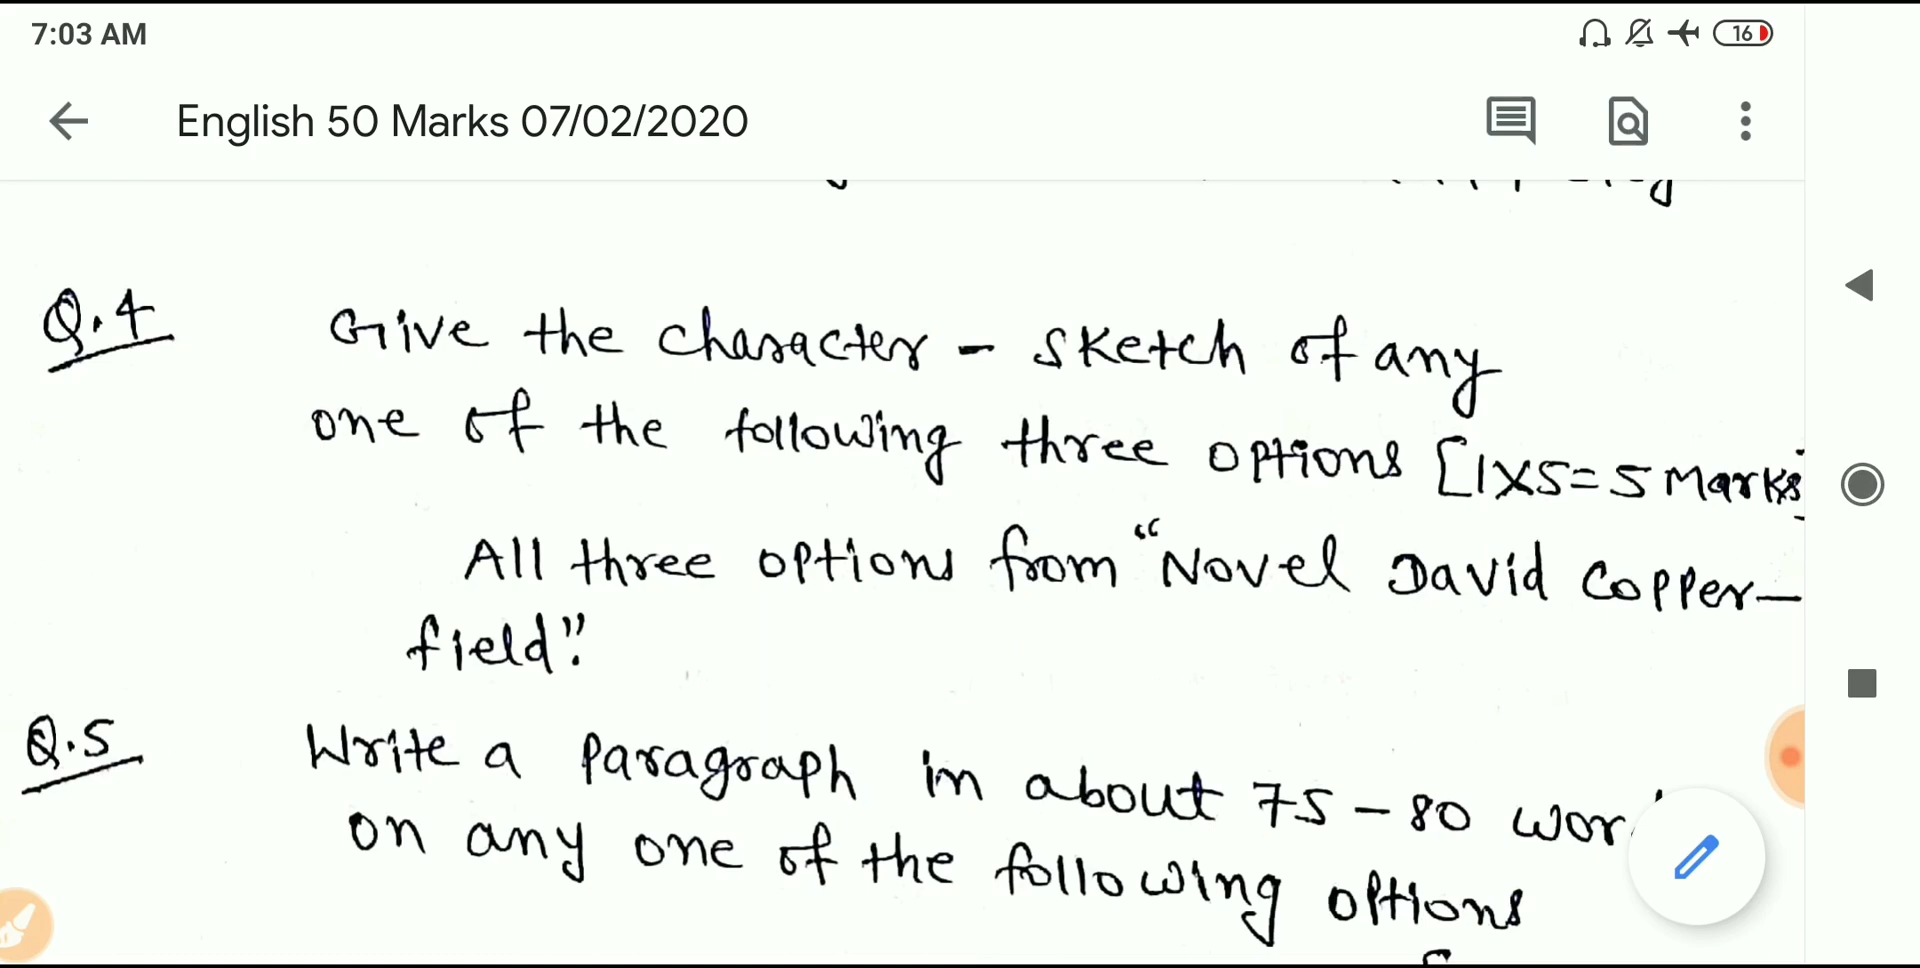 7:03 AM
16
English 50 Marks 07/02/2020
Q.4 Give the character - sketch of any
one of the following three options [1x5=5 Marks]
All three options from "Novel David Copper-
field".
Q.5 Write a paragraph in about 75-80
on any one of the following options